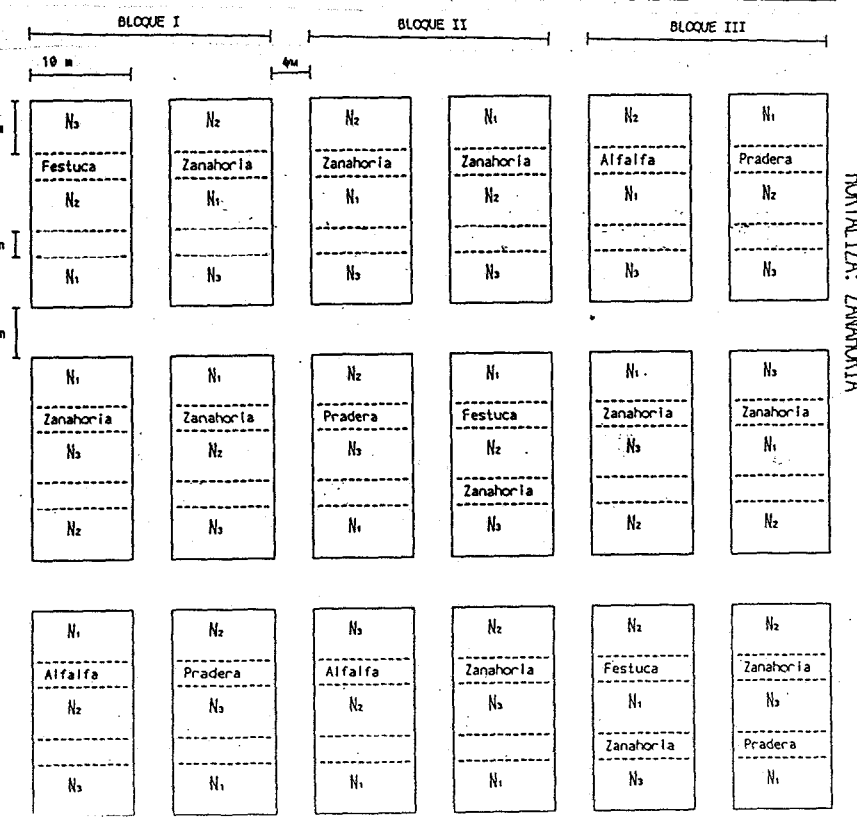 BLOQUE I BLOQUE II BLOQUE III
10 m 4m
N₃ N₂ N₂ N₁ N₂ N₁
Festuca Zanahoria Zanahoria Zanahoria Alfalfa Pradera
N₂ N₁ N₁ N₂ N₁ N₂
N₁ N₃ N₃ N₃ N₃ N₃
N₁ N₁ N₂ N₁ N₁ N₃
Zanahoria Zanahoria Pradera Festuca Zanahoria Zanahoria
N₃ N₂ N₃ N₂ N₃ N₁
Zanahoria
N₂ N₃ N₁ N₃ N₂ N₂
N₁ N₂ N₃ N₂ N₂ N₂
Alfalfa Pradera Alfalfa Zanahoria Festuca Zanahoria
N₂ N₃ N₂ N₃ N₁ N₃
Zanahoria Pradera
N₃ N₁ N₁ N₁ N₃ N₁
HORTALIZA: ZANAHORIA